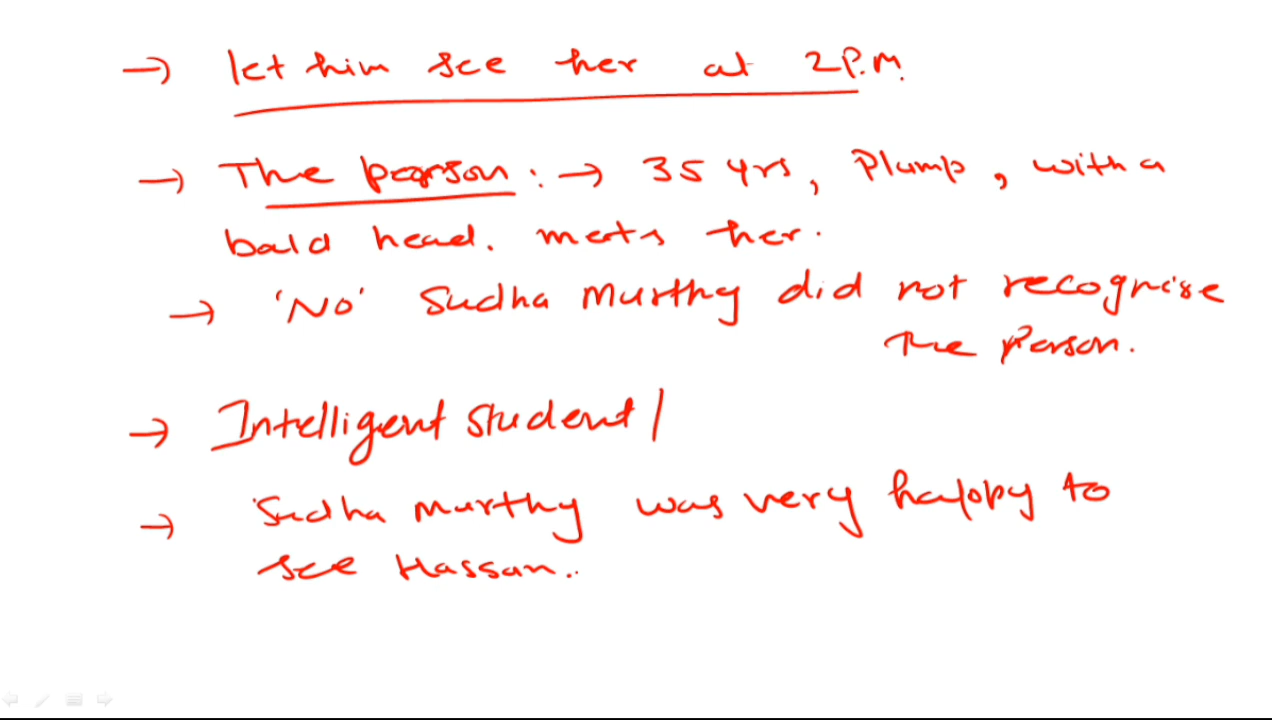 → let him see her at 2P.M.
→ The person : → 35 yrs, Plump, with a
bald head. meets her.
→ 'No' Sudha Murthy did not recognise
the person.
→ Intelligent student /
→ Sudha Murthy was very happy to
see Hassan..